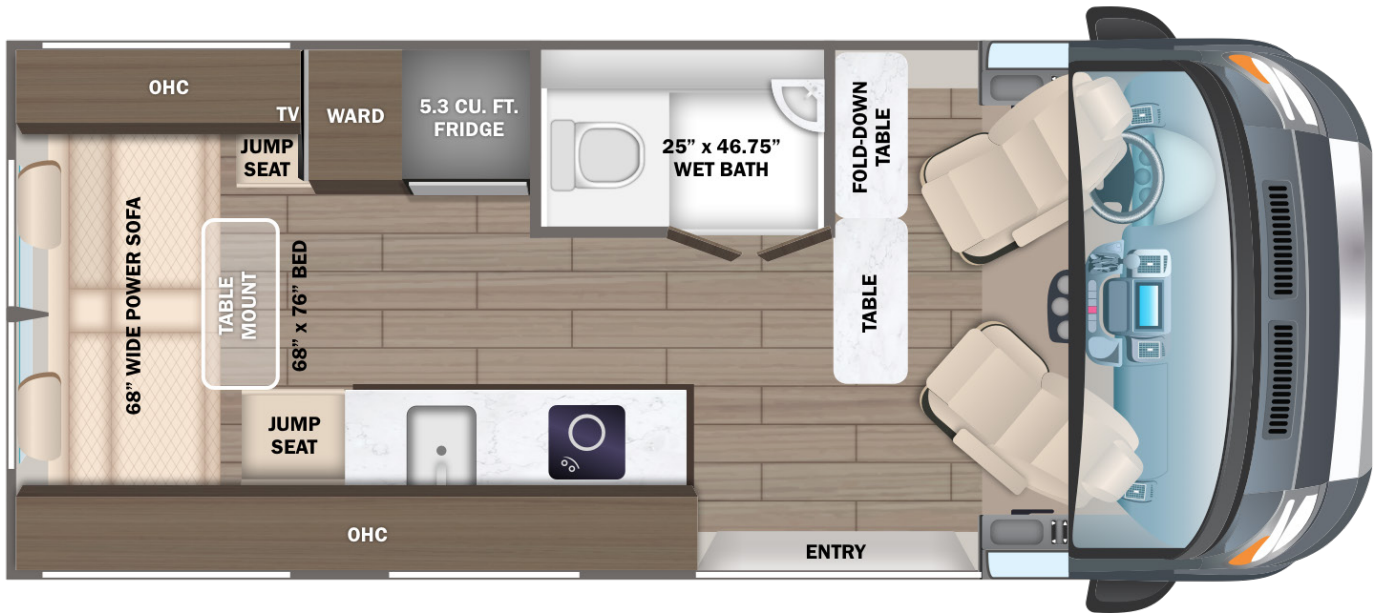 OHC
TV
WARD
5.3 CU. FT.
FRIDGE
JUMP
SEAT
25” x 46.75”
WET BATH
FOLD-DOWN
TABLE
68” WIDE POWER SOFA
TABLE
MOUNT
68” x 76” BED
TABLE
JUMP
SEAT
OHC
ENTRY